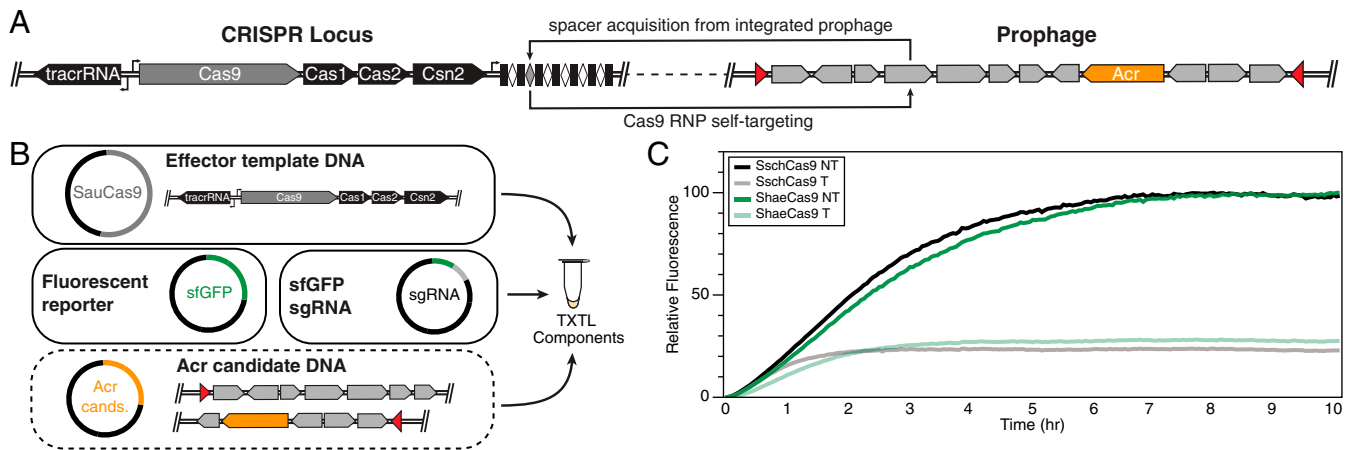 A
CRISPR Locus
spacer acquisition from integrated prophage
Prophage
tracrRNA
Cas9
Cas1
Cas2
Csn2
Acr
Cas9 RNP self-targeting
B
Effector template DNA
SauCas9
tracrRNA
Cas9
Cas1
Cas2
Csn2
Fluorescent
reporter
sfGFP
sfGFP
sgRNA
sgRNA
TXTL
Components
Acr candidate DNA
Acr
cands.
C
SschCas9 NT
SschCas9 T
ShaeCas9 NT
ShaeCas9 T
Relative Fluorescence
100
50
0
0 1 2 3 4 5 6 7 8 9 10
Time (hr)